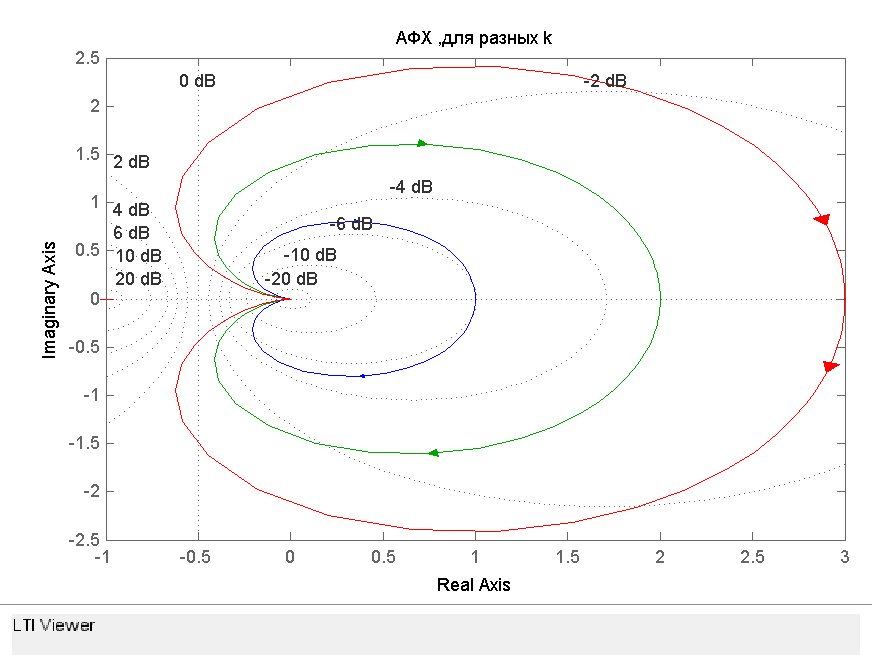 АФХ ,для разных k
2.5
0 dB
-2 dB
2
2 dB
1.5
-4 dB
1
4 dB
-6 dB
6 dB
0.5
10 dB
-10 dB
20 dB
-20 dB
0
-0.5
-1
-1.5
-2
-2.5
Imaginary Axis
-1 -0.5 0 0.5 1 1.5 2 2.5 3
Real Axis
LTI Viewer